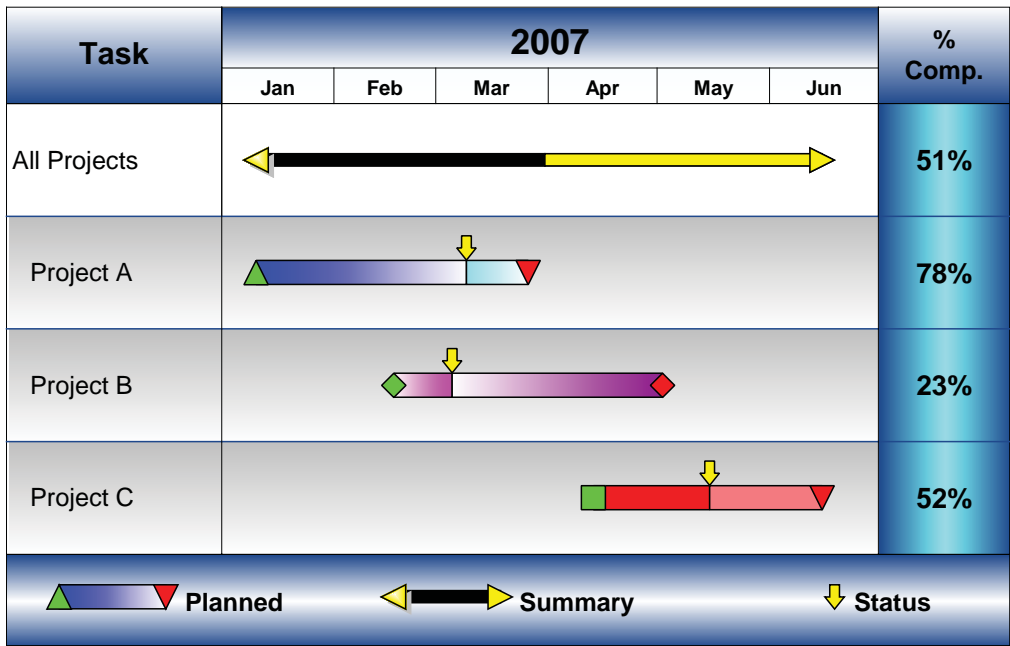 Task
2007
%
Comp.
Jan Feb Mar Apr May Jun
All Projects 51%
Project A 78%
Project B 23%
Project C 52%
Planned Summary Status